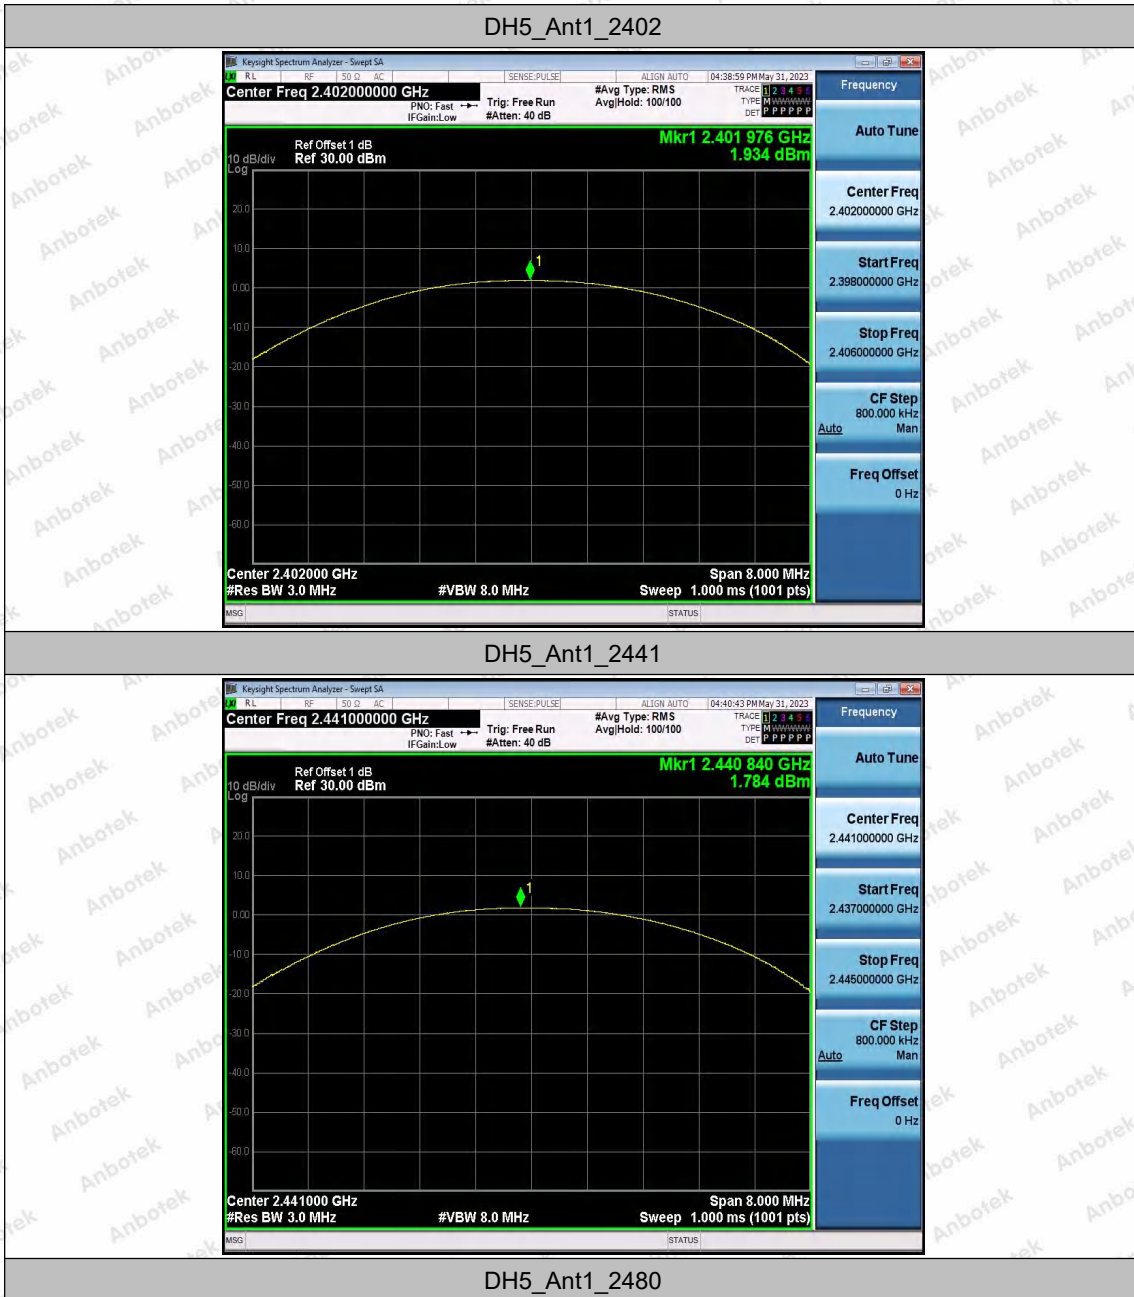 DH5_Ant1_2402
Keysight Spectrum Analyzer - Swept SA
LXI RL RF 50 Ω AC SENSE:PULSE ALIGN AUTO 04:38:59 PM May 31, 2023
Center Freq 2.402000000 GHz
PNO: Fast
IFGain:Low
Trig: Free Run
#Atten: 40 dB
#Avg Type: RMS
Avg|Hold: 100/100
TRACE 1 2 3 4 5 6
TYPE M WWWWW
DET P P P P P P
Frequency
Mkr1 2.401 976 GHz
1.934 dBm
Ref Offset 1 dB
10 dB/div Ref 30.00 dBm
Log
20.0
10.0
0.00
-10.0
-20.0
-30.0
-40.0
-50.0
-60.0
1
Center 2.402000 GHz Span 8.000 MHz
#Res BW 3.0 MHz #VBW 8.0 MHz Sweep 1.000 ms (1001 pts)
MSG STATUS
Auto Tune
Center Freq
2.402000000 GHz
Start Freq
2.398000000 GHz
Stop Freq
2.406000000 GHz
CF Step
800.000 kHz
Auto Man
Freq Offset
0 Hz
DH5_Ant1_2441
Keysight Spectrum Analyzer - Swept SA
LXI RL RF 50 Ω AC SENSE:PULSE ALIGN AUTO 04:40:43 PM May 31, 2023
Center Freq 2.441000000 GHz
PNO: Fast
IFGain:Low
Trig: Free Run
#Atten: 40 dB
#Avg Type: RMS
Avg|Hold: 100/100
TRACE 1 2 3 4 5 6
TYPE M WWWWW
DET P P P P P P
Frequency
Mkr1 2.440 840 GHz
1.784 dBm
Ref Offset 1 dB
10 dB/div Ref 30.00 dBm
Log
20.0
10.0
0.00
-10.0
-20.0
-30.0
-40.0
-50.0
-60.0
1
Center 2.441000 GHz Span 8.000 MHz
#Res BW 3.0 MHz #VBW 8.0 MHz Sweep 1.000 ms (1001 pts)
MSG STATUS
Auto Tune
Center Freq
2.441000000 GHz
Start Freq
2.437000000 GHz
Stop Freq
2.445000000 GHz
CF Step
800.000 kHz
Auto Man
Freq Offset
0 Hz
DH5_Ant1_2480
Anbotek